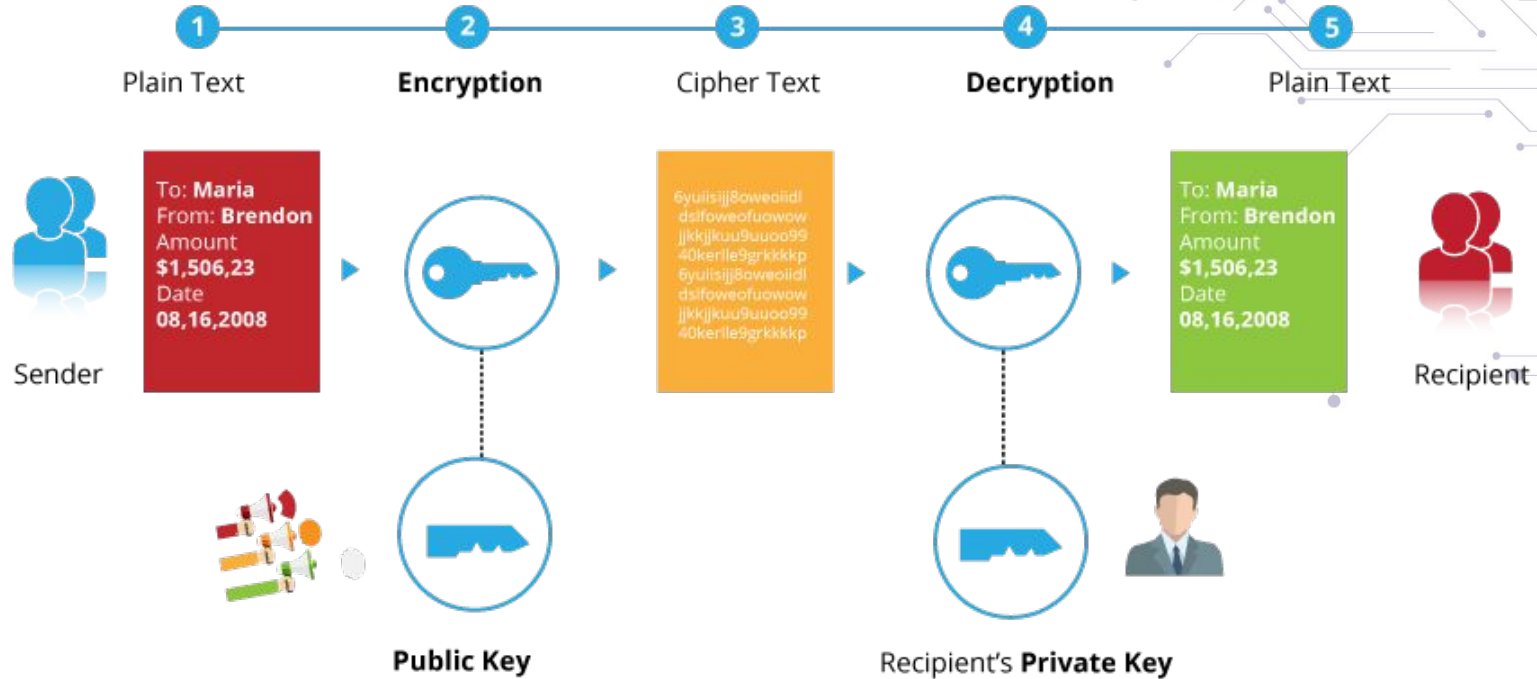 1
2
3
4
5
Plain Text
Encryption
Cipher Text
Decryption
Plain Text
To: Maria
From: Brendon
Amount
$1,506,23
Date
08,16,2008
6yuiisijj8oweoiidl
dslfoweofuowow
jjkkjjkuu9uuoo99
40kerlle9grkkkkp
6yuiisijj8oweoiidl
dslfoweofuowow
jjkkjjkuu9uuoo99
40kerlle9grkkkkp
To: Maria
From: Brendon
Amount
$1,506,23
Date
08,16,2008
Sender
Recipient
Public Key
Recipient's Private Key